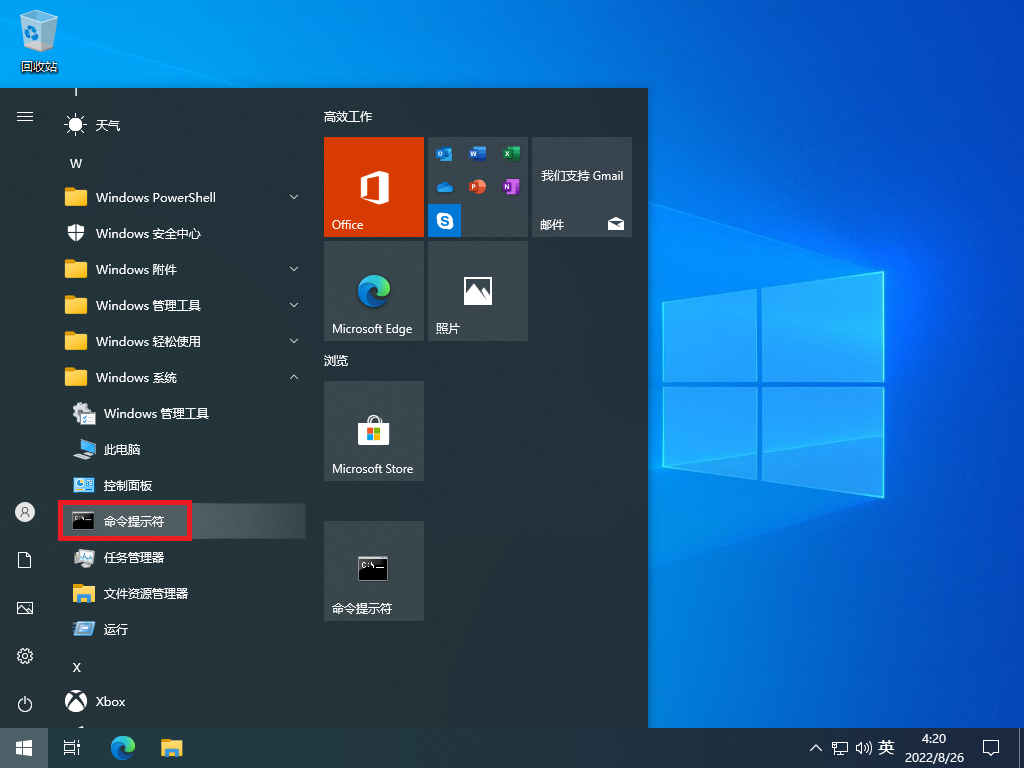 回收站
天气
W
Windows PowerShell
Windows 安全中心
Windows 附件
Windows 管理工具
Windows 轻松使用
Windows 系统
Windows 管理工具
此电脑
控制面板
命令提示符
任务管理器
文件资源管理器
运行
X
Xbox
高效工作
Office
我们支持 Gmail
邮件
Microsoft Edge
照片
浏览
Microsoft Store
命令提示符
英
4:20
2022/8/26